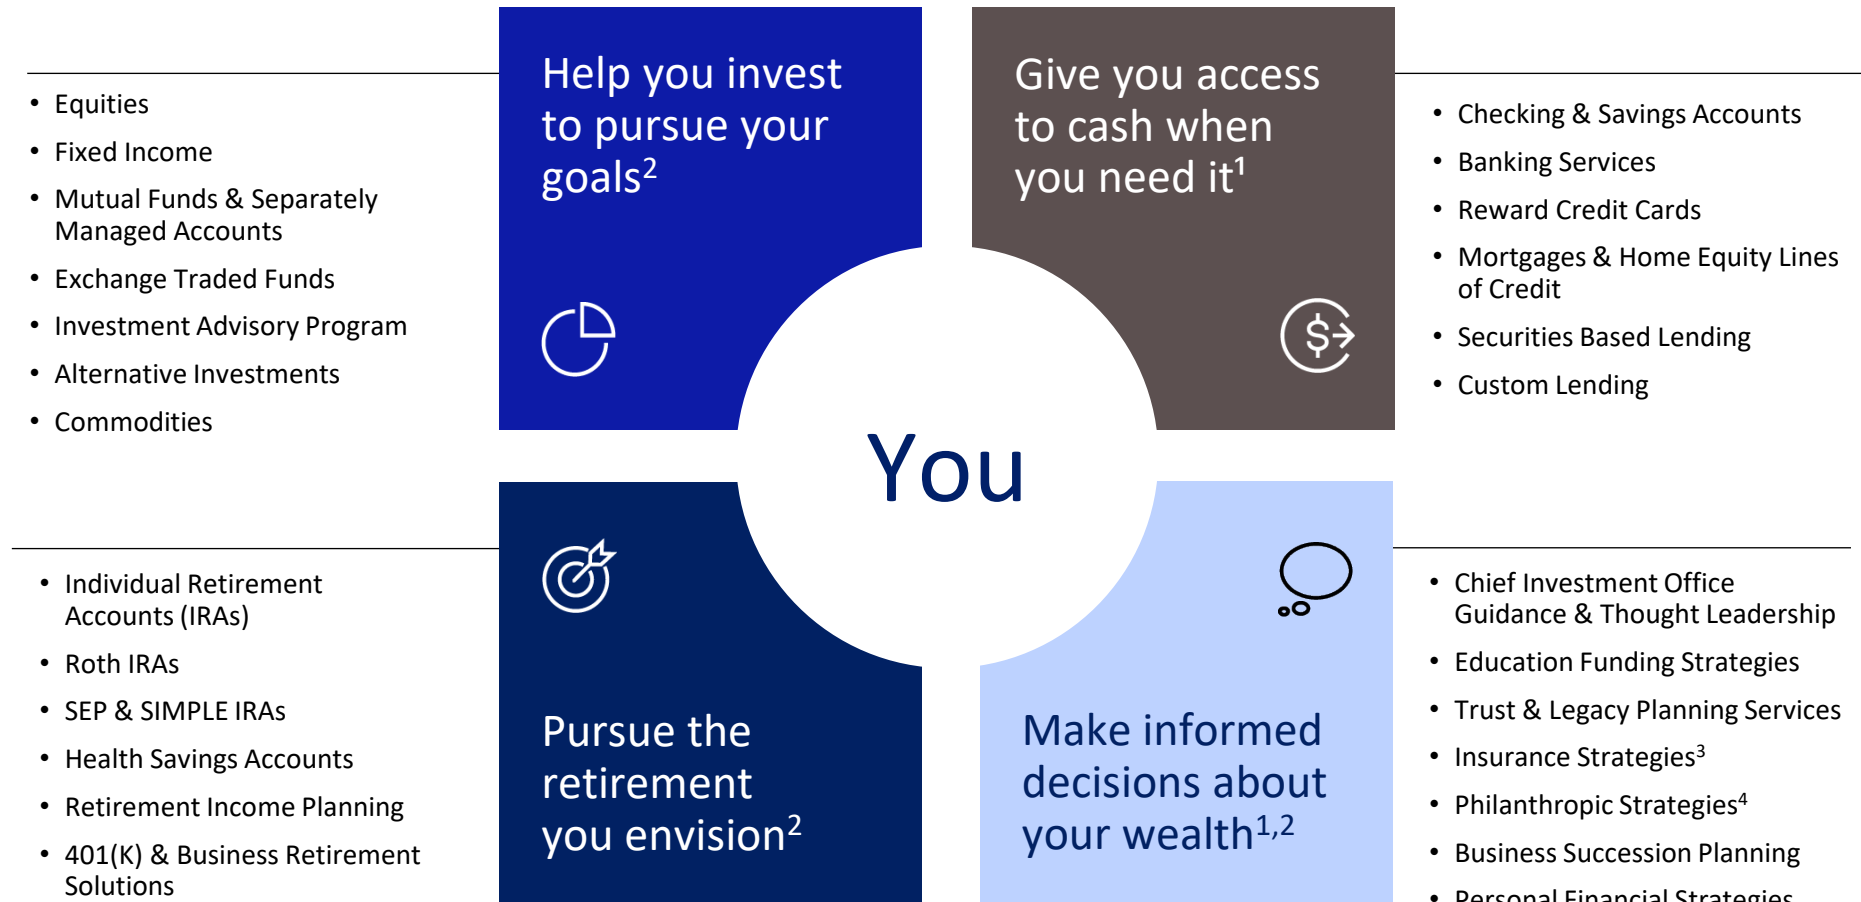 Help you invest
to pursue your
goals²
• Equities
• Fixed Income
• Mutual Funds & Separately
Managed Accounts
• Exchange Traded Funds
• Investment Advisory Program
• Alternative Investments
• Commodities
Give you access
to cash when
you need it¹
• Checking & Savings Accounts
• Banking Services
• Reward Credit Cards
• Mortgages & Home Equity Lines
of Credit
• Securities Based Lending
• Custom Lending
You
• Individual Retirement
Accounts (IRAs)
• Roth IRAs
• SEP & SIMPLE IRAs
• Health Savings Accounts
• Retirement Income Planning
• 401(K) & Business Retirement
Solutions
Pursue the
retirement
you envision²
Make informed
decisions about
your wealth¹,²
• Chief Investment Office
Guidance & Thought Leadership
• Education Funding Strategies
• Trust & Legacy Planning Services
• Insurance Strategies³
• Philanthropic Strategies⁴
• Business Succession Planning
• Personal Financial Strategies